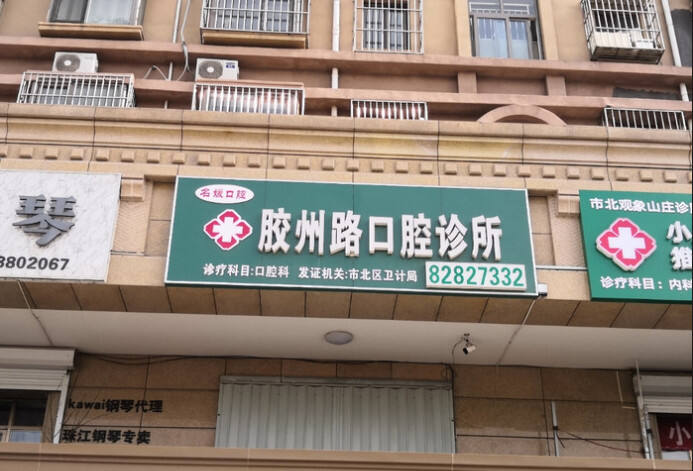 琴
8802067
名媛口腔
胶州路口腔诊所
诊疗科目:口腔科 发证机关:市北区卫计局
82827332
市北观象山庄诊
小
推
诊疗科目：内科
kawai钢琴代理
珠江钢琴专卖
小